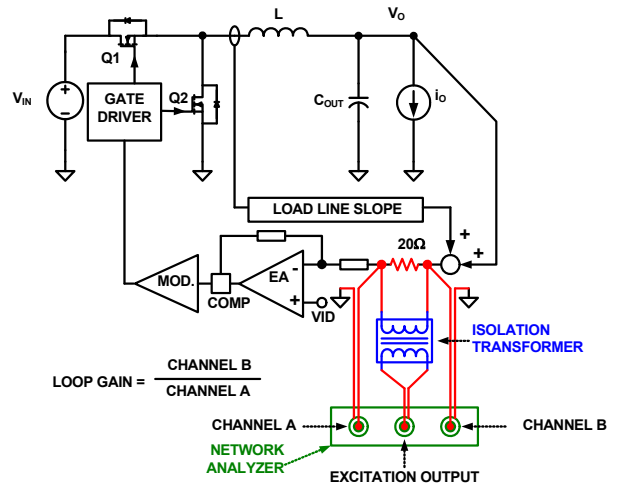 L
VO
Q1
VIN
+
−
GATE
DRIVER
Q2
COUT
iO
LOAD LINE SLOPE
+
+
20Ω
MOD.
COMP
EA
-
+
VID
ISOLATION
TRANSFORMER
LOOP GAIN =
CHANNEL B
CHANNEL A
CHANNEL A
CHANNEL B
NETWORK
ANALYZER
EXCITATION OUTPUT